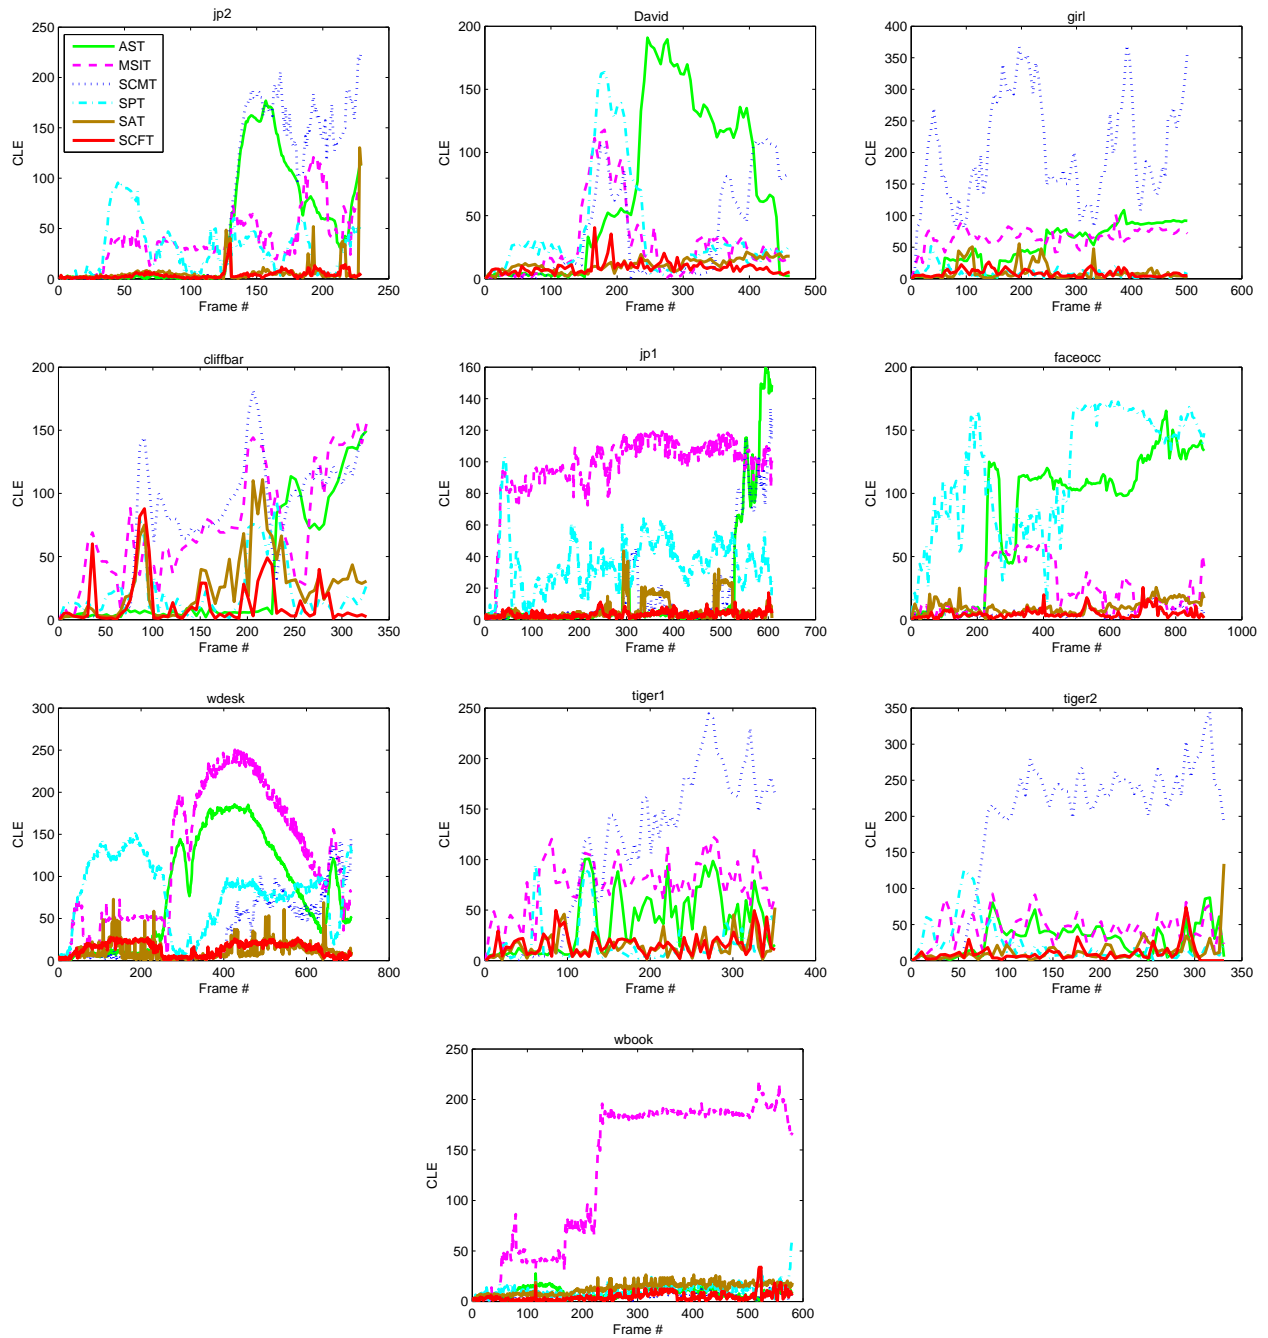 jp2
250
200
150
100
50
0
CLE
AST
MSIT
SCMT
SPT
SAT
SCFT
0 50 100 150 200 250
Frame #
David
200
150
100
50
0
CLE
0 100 200 300 400 500
Frame #
girl
400
350
300
250
200
150
100
50
0
CLE
0 100 200 300 400 500 600
Frame #
cliffbar
200
150
100
50
0
CLE
0 50 100 150 200 250 300 350
Frame #
jp1
160
140
120
100
80
60
40
20
0
CLE
0 100 200 300 400 500 600 700
Frame #
faceocc
200
150
100
50
0
CLE
0 200 400 600 800 1000
Frame #
wdesk
300
250
200
150
100
50
0
CLE
0 200 400 600 800
Frame #
tiger1
250
200
150
100
50
0
CLE
0 100 200 300 400
Frame #
tiger2
350
300
250
200
150
100
50
0
CLE
0 50 100 150 200 250 300 350
Frame #
wbook
250
200
150
100
50
0
CLE
0 100 200 300 400 500 600
Frame #